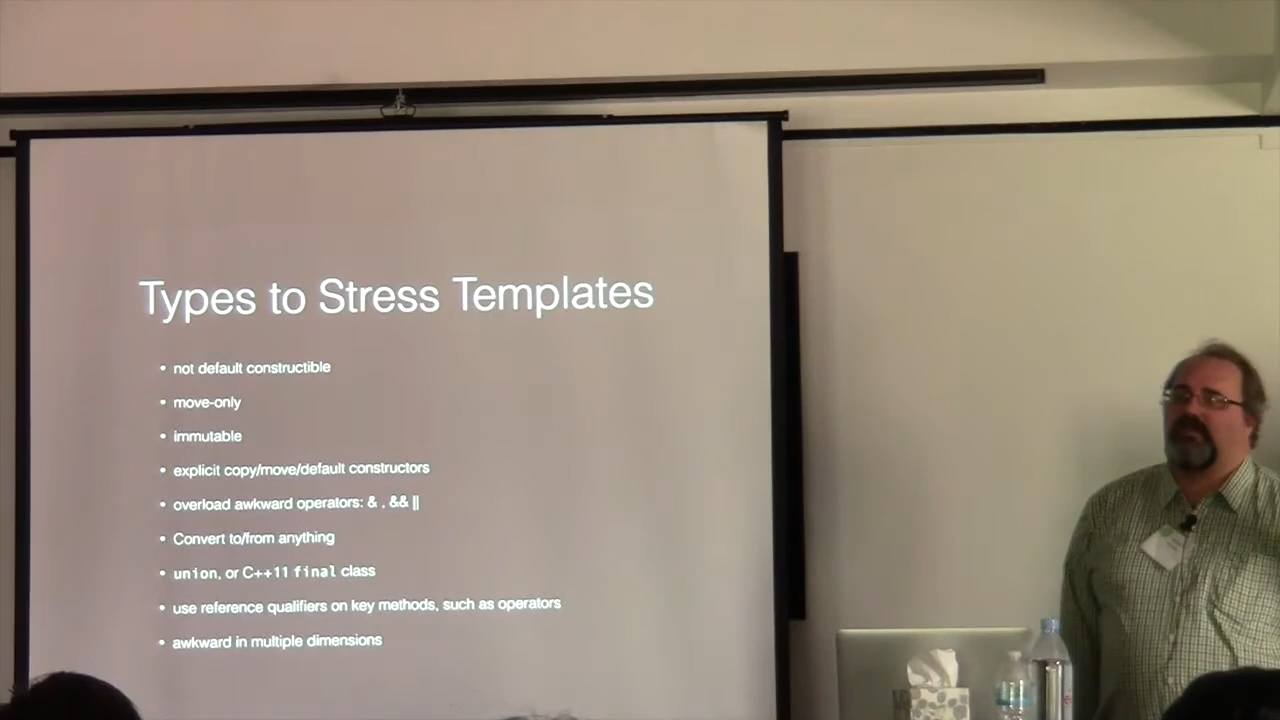 Types to Stress Templates
• not default constructible
• move-only
• immutable
• explicit copy/move/default constructors
• overload awkward operators: & , && ||
• Convert to/from anything
• union, or C++11 final class
• use reference qualifiers on key methods, such as operators
• awkward in multiple dimensions